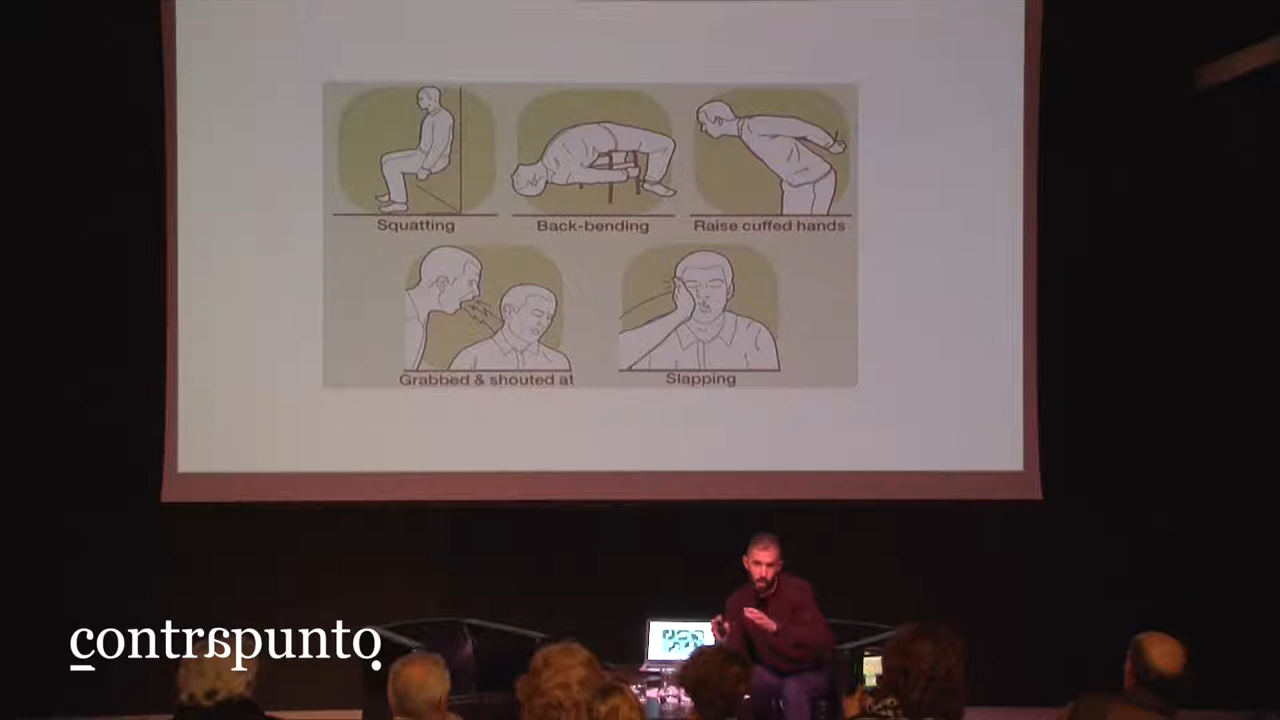 Squatting
Back-bending
Raise cuffed hands
Grabbed & shouted at
Slapping
contrapunto